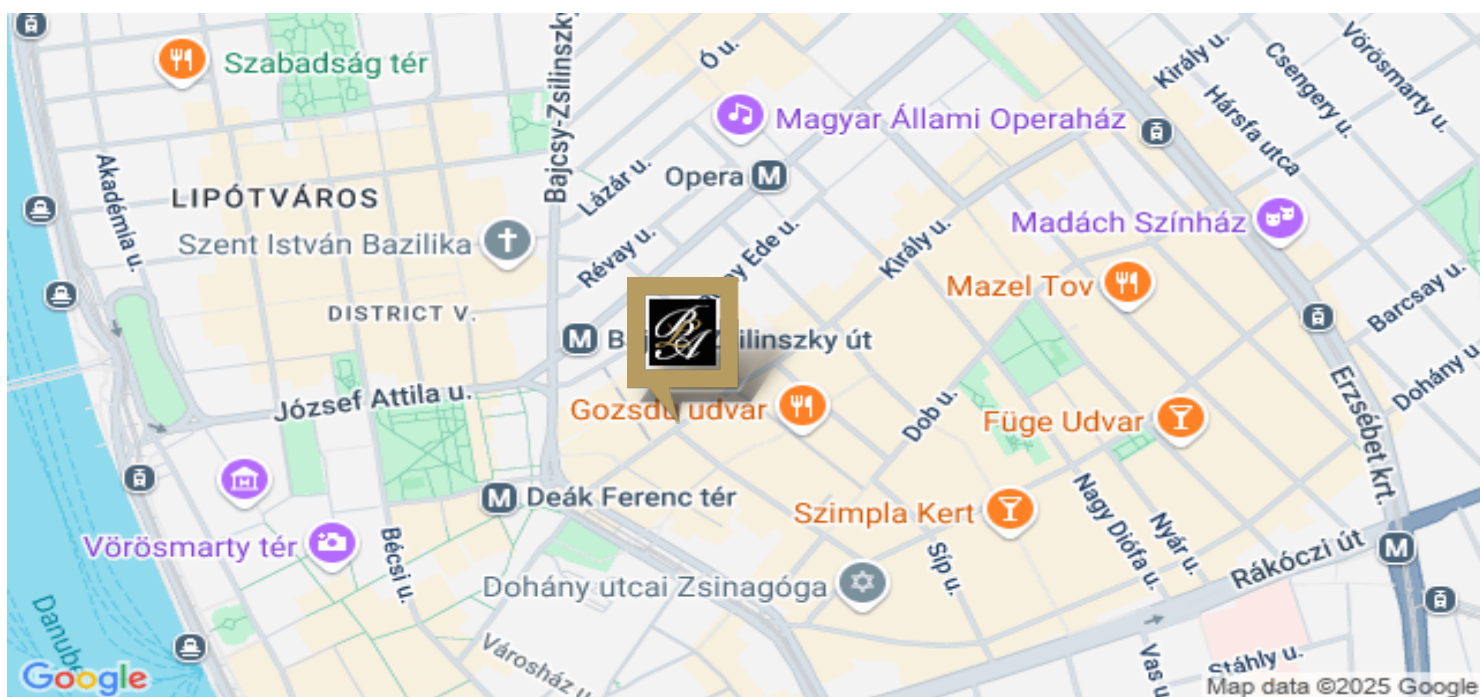 Szabadság tér
Ó u.
Bajcsy-Zsilinszky
Király u.
Csengery u.
Vörösmarty u.
Hársfa utca
Magyar Állami Operaház
Akadémia u.
LIPÓTVÁROS
Lázár u.
Opera M
Szent István Bazilika
Révay u.
Ede u.
Király u.
Madách Színház
Mazel Tov
Barcsay u.
DISTRICT V.
M
BA
Zsilinszky út
József Attila u.
Gozsdu udvar
Dob u.
Füge Udvar
Erzsébet krt.
Dohány u.
M Deák Ferenc tér
Szimpla Kert
Nagy Diófa u.
Nyár u.
Vörösmarty tér
Bécsi u.
Síp u.
Rákóczi út
M
Dohány utcai Zsinagóga
Danube
Városház u.
Vas u
Stáhly u.
Google
Map data ©2025 Google